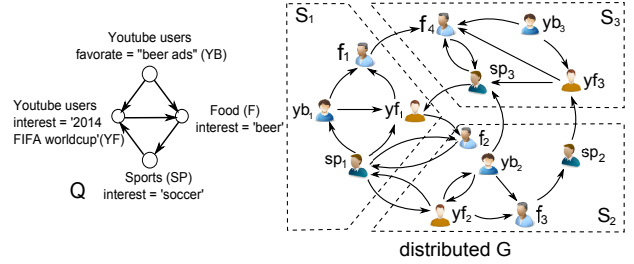 Youtube users
favorate = "beer ads" (YB)
Youtube users
interest = '2014
FIFA worldcup'(YF)
Food (F)
interest = 'beer'
Sports (SP)
interest = 'soccer'
Q
S1
S3
S2
f1
f4
yb3
sp3
yf3
yb1
yf1
f2
sp1
yb2
sp2
yf2
f3
distributed G